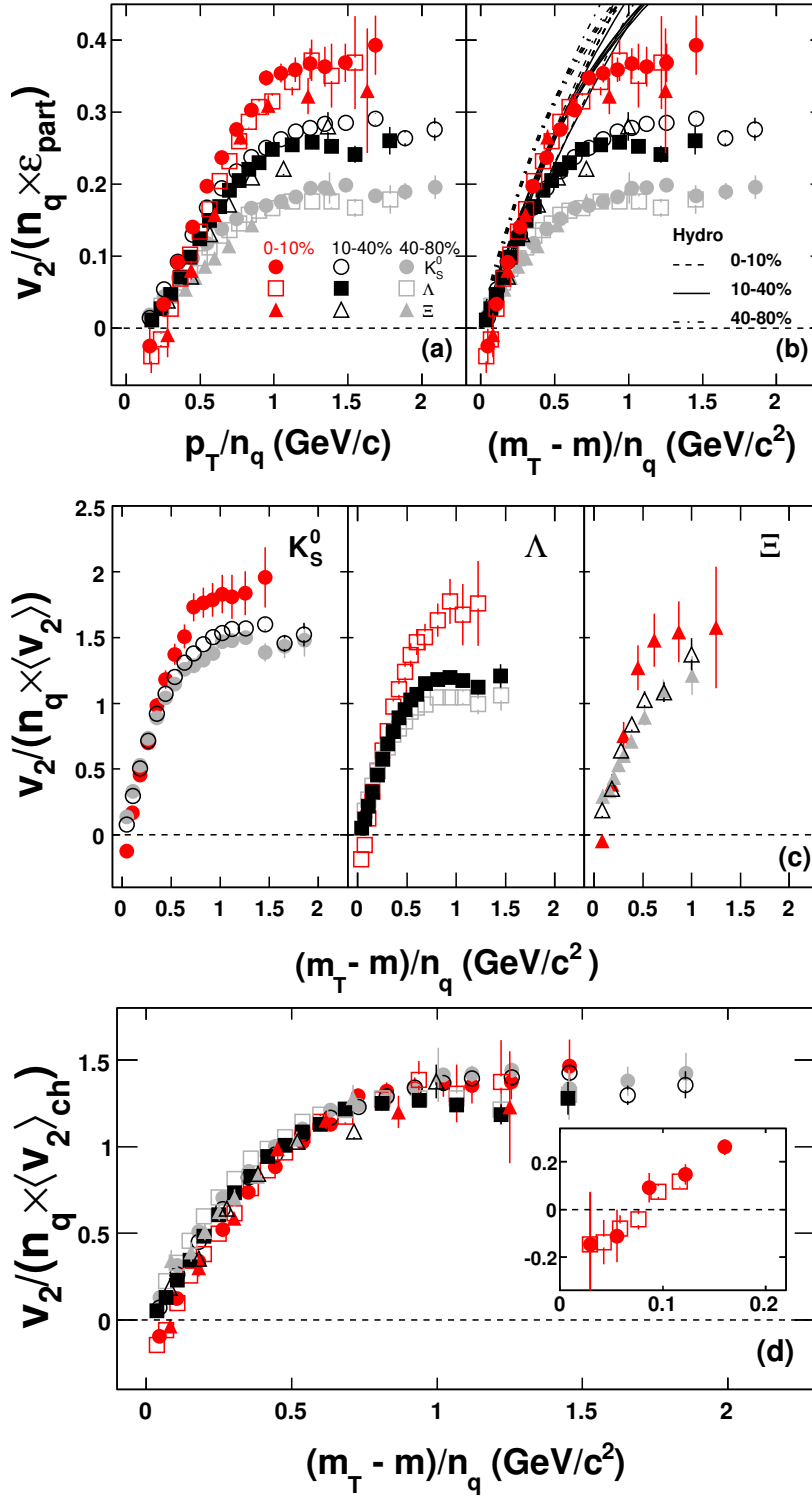 v2/(nq × εpart)
0.4
0.3
0.2
0.1
0
0-10% 10-40% 40-80%
K0S
Λ
Ξ
(a)
Hydro
0-10%
10-40%
40-80%
(b)
0 0.5 1 1.5 2
0 0.5 1 1.5 2
pT/nq (GeV/c)
(mT - m)/nq (GeV/c2)
v2/(nq × ⟨v2⟩)
2.5
2
1.5
1
0.5
0
K0S
Λ
Ξ
(c)
0 0.5 1 1.5 2
0 0.5 1 1.5 2
0 0.5 1 1.5 2
(mT - m)/nq (GeV/c2)
v2/(nq × ⟨v2⟩ch)
1.5
1
0.5
0
0.2
0
-0.2
0 0.1 0.2
(d)
0 0.5 1 1.5 2
(mT - m)/nq (GeV/c2)